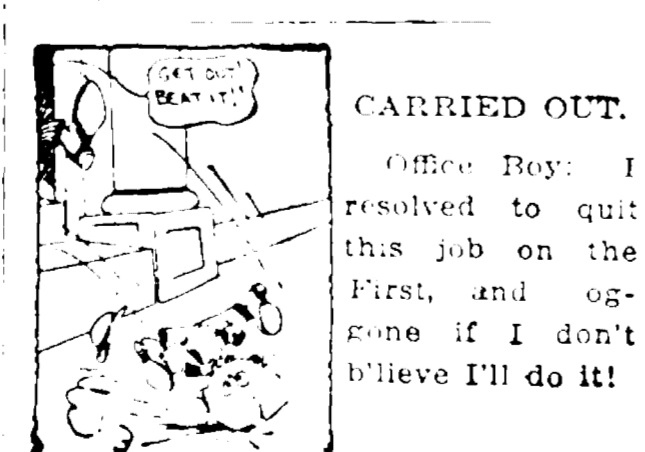 GET OUT!
BEAT IT!!
CARRIED OUT.
Office Boy: I
resolved to quit
this job on the
First, and og-
gone if I don't
b'lieve I'll do it!